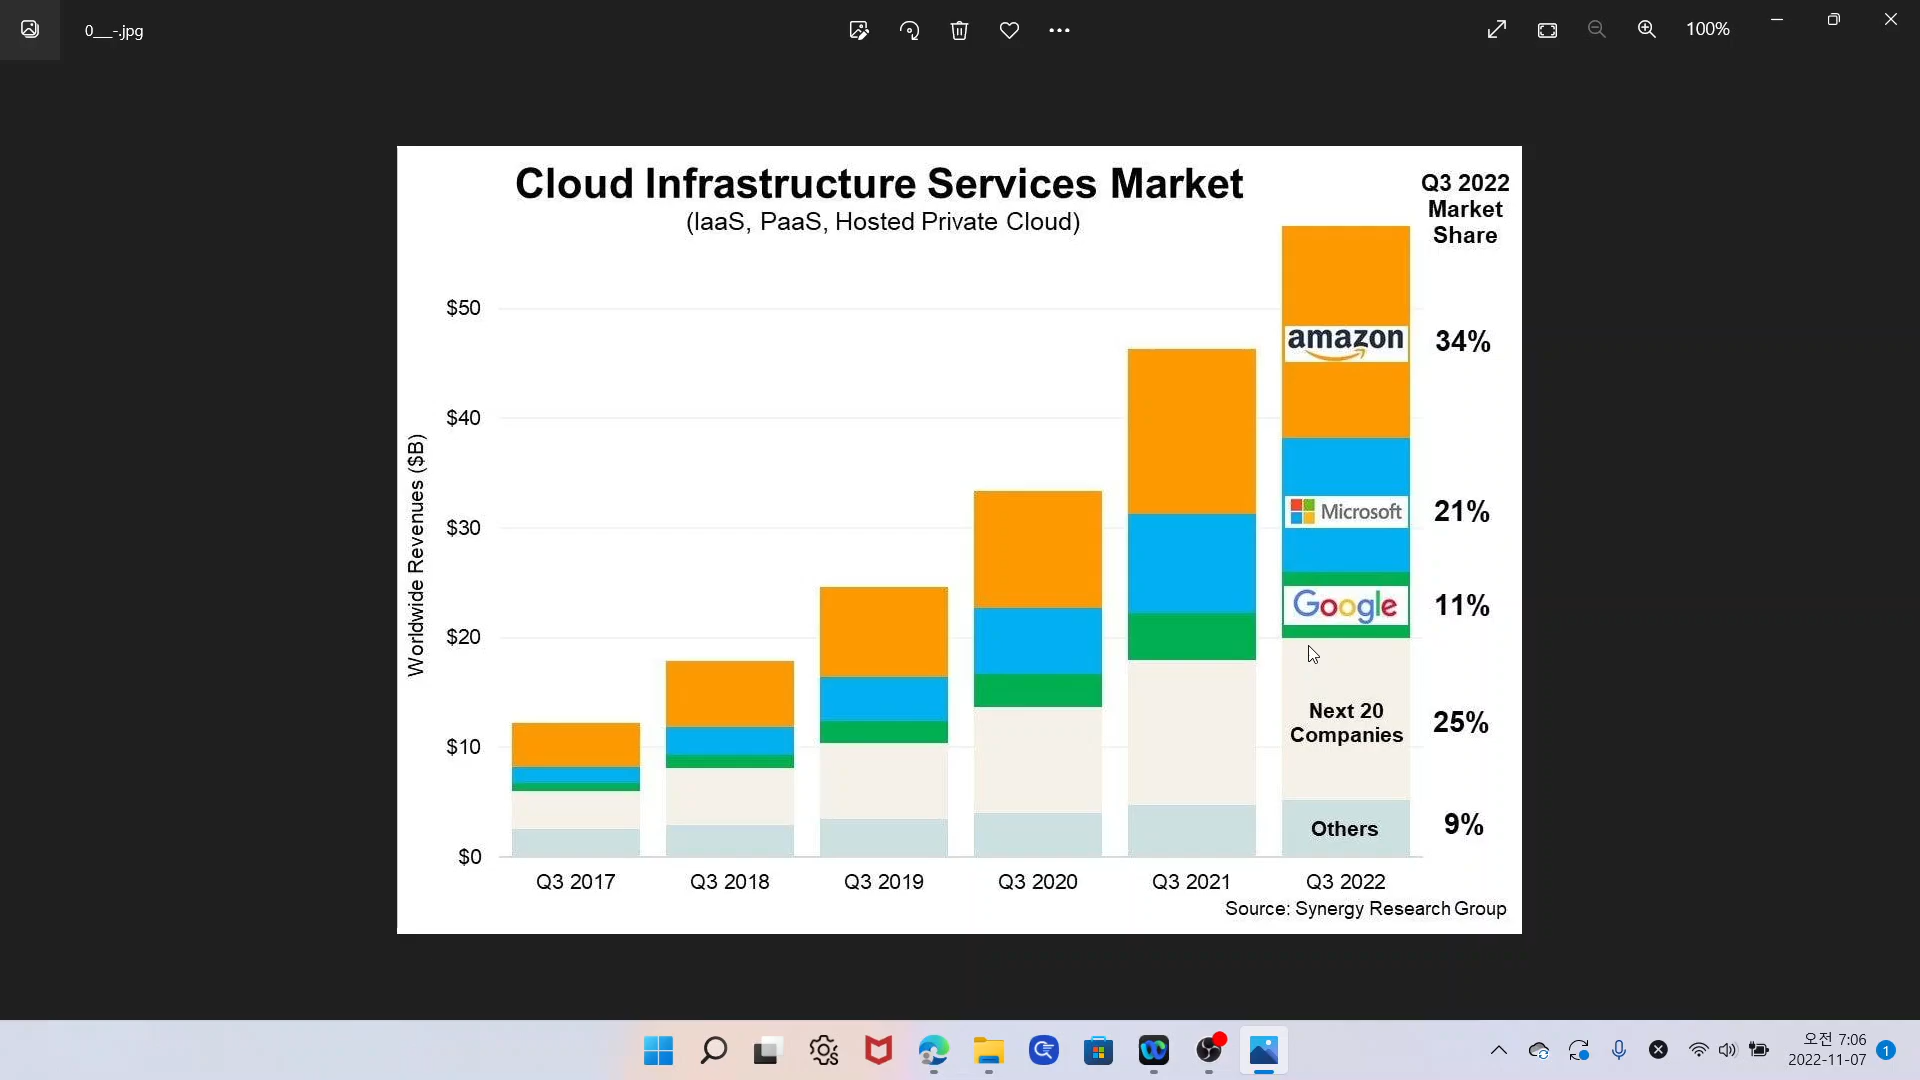 0__-.jpg
100%
Cloud Infrastructure Services Market
(IaaS, PaaS, Hosted Private Cloud)
Q3 2022
Market
Share
Worldwide Revenues ($B)
$50
$40
$30
$20
$10
$0
amazon
34%
Microsoft
21%
Google
11%
Next 20
Companies
25%
Others
9%
Q3 2017
Q3 2018
Q3 2019
Q3 2020
Q3 2021
Q3 2022
Source: Synergy Research Group
오전 7:06
2022-11-07
1